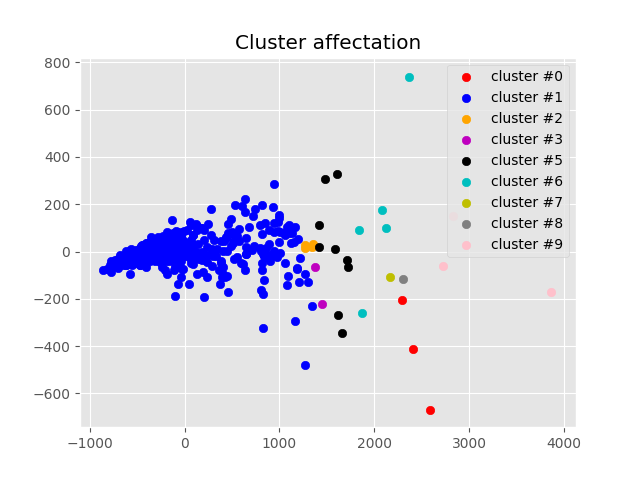 Cluster affectation
cluster #0
cluster #1
cluster #2
cluster #3
cluster #5
cluster #6
cluster #7
cluster #8
cluster #9
800
600
400
200
0
−200
−400
−600
−1000 0 1000 2000 3000 4000